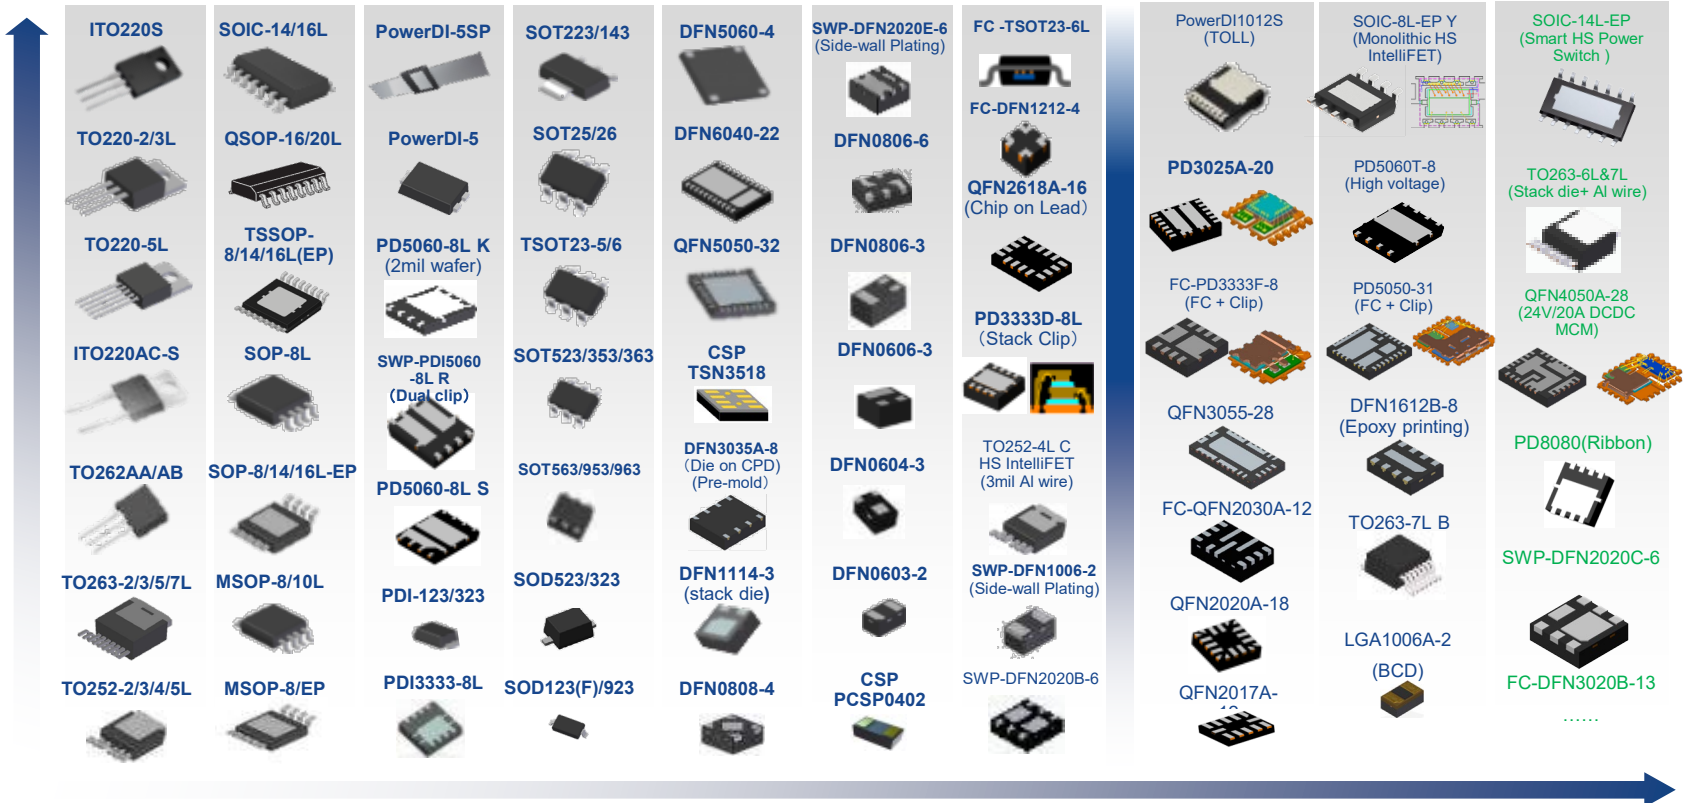 ITO220S
TO220-2/3L
TO220-5L
ITO220AC-S
TO262AA/AB
TO263-2/3/5/7L
TO252-2/3/4/5L
SOIC-14/16L
QSOP-16/20L
TSSOP-
8/14/16L(EP)
SOP-8L
SOP-8/14/16L-EP
MSOP-8/10L
MSOP-8/EP
PowerDI-5SP
PowerDI-5
PD5060-8L K
(2mil wafer)
SWP-PDI5060
-8L R
(Dual clip)
PD5060-8L S
PDI-123/323
PDI3333-8L
SOT223/143
SOT25/26
TSOT23-5/6
SOT523/353/363
SOT563/953/963
SOD523/323
SOD123(F)/923
DFN5060-4
DFN6040-22
QFN5050-32
CSP
TSN3518
DFN3035A-8
(Die on CPD)
(Pre-mold)
DFN1114-3
(stack die)
DFN0808-4
SWP-DFN2020E-6
(Side-wall Plating)
DFN0806-6
DFN0806-3
DFN0606-3
DFN0604-3
DFN0603-2
CSP
PCSP0402
FC -TSOT23-6L
FC-DFN1212-4
QFN2618A-16
(Chip on Lead）
PD3333D-8L
（Stack Clip）
TO252-4L C
HS IntelliFET
(3mil Al wire)
SWP-DFN1006-2
(Side-wall Plating)
SWP-DFN2020B-6
PowerDI1012S
(TOLL)
PD3025A-20
FC-PD3333F-8
(FC + Clip)
QFN3055-28
FC-QFN2030A-12
QFN2020A-18
QFN2017A-
SOIC-8L-EP Y
(Monolithic HS
IntelliFET)
PD5060T-8
(High voltage)
PD5050-31
(FC + Clip)
DFN1612B-8
(Epoxy printing)
TO263-7L B
LGA1006A-2
(BCD)
SOIC-14L-EP
(Smart HS Power
Switch )
TO263-6L&7L
(Stack die+ Al wire)
QFN4050A-28
(24V/20A DCDC
MCM)
PD8080(Ribbon)
SWP-DFN2020C-6
FC-DFN3020B-13
……